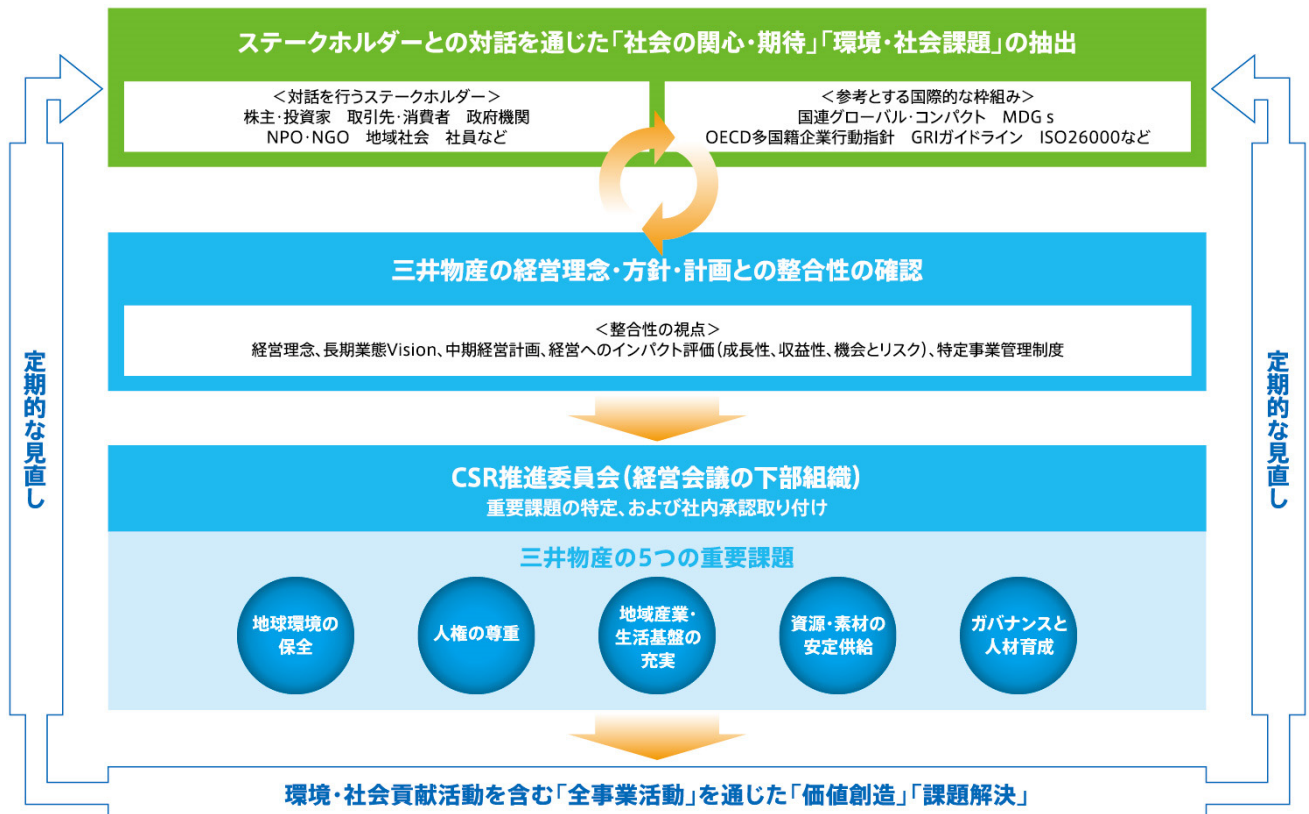 ステークホルダーとの対話を通じた「社会の関心・期待」「環境・社会課題」の抽出
＜対話を行うステークホルダー＞
株主・投資家　取引先・消費者　政府機関
NPO・NGO　地域社会　社員など
＜参考とする国際的な枠組み＞
国連グローバル・コンパクト　MDGｓ
OECD多国籍企業行動指針　GRIガイドライン　ISO26000など
三井物産の経営理念・方針・計画との整合性の確認
＜整合性の視点＞
経営理念、長期業態Vision、中期経営計画、経営へのインパクト評価（成長性、収益性、機会とリスク）、特定事業管理制度
定期的な見直し
定期的な見直し
CSR推進委員会（経営会議の下部組織）
重要課題の特定、および社内承認取り付け
三井物産の5つの重要課題
地球環境の
保全
人権の尊重
地域産業・
生活基盤の
充実
資源・素材の
安定供給
ガバナンスと
人材育成
環境・社会貢献活動を含む「全事業活動」を通じた「価値創造」「課題解決」